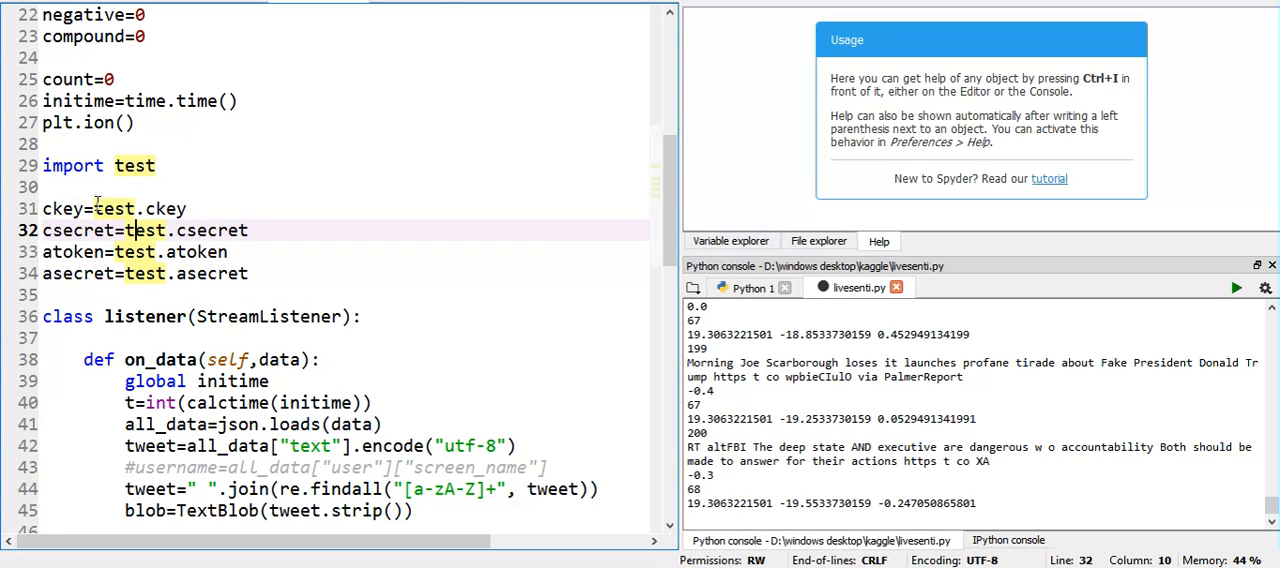 22 negative=0
23 compound=0
24
25 count=0
26 initime=time.time()
27 plt.ion()
28
29 import test
30
31 ckey=test.ckey
32 csecret=test.csecret
33 atoken=test.atoken
34 asecret=test.asecret
35
36 class listener(StreamListener):
37
38     def on_data(self,data):
39         global initime
40         t=int(calctime(initime))
41         all_data=json.loads(data)
42         tweet=all_data["text"].encode("utf-8")
43         #username=all_data["user"]["screen_name"]
44         tweet=" ".join(re.findall("[a-zA-Z]+", tweet))
45         blob=TextBlob(tweet.strip())
Usage
Here you can get help of any object by pressing Ctrl+I in
front of it, either on the Editor or the Console.
Help can also be shown automatically after writing a left
parenthesis next to an object. You can activate this
behavior in Preferences > Help.
New to Spyder? Read our tutorial
Variable explorer File explorer Help
Python console - D:\windows desktop\kaggle\livesenti.py
Python 1 livesenti.py
0.0
67
19.3063221501 -18.8533730159 0.452949134199
199
Morning Joe Scarborough loses it launches profane tirade about Fake President Donald Tr
ump https t co wpbieCIulO via PalmerReport
-0.4
67
19.3063221501 -19.2533730159 0.0529491341991
200
RT altFBI The deep state AND executive are dangerous w o accountability Both should be
made to answer for their actions https t co XA
-0.3
68
19.3063221501 -19.5533730159 -0.247050865801
Python console - D:\windows desktop\kaggle\livesenti.py IPython console
Permissions: RW End-of-lines: CRLF Encoding: UTF-8 Line: 32 Column: 10 Memory: 44 %